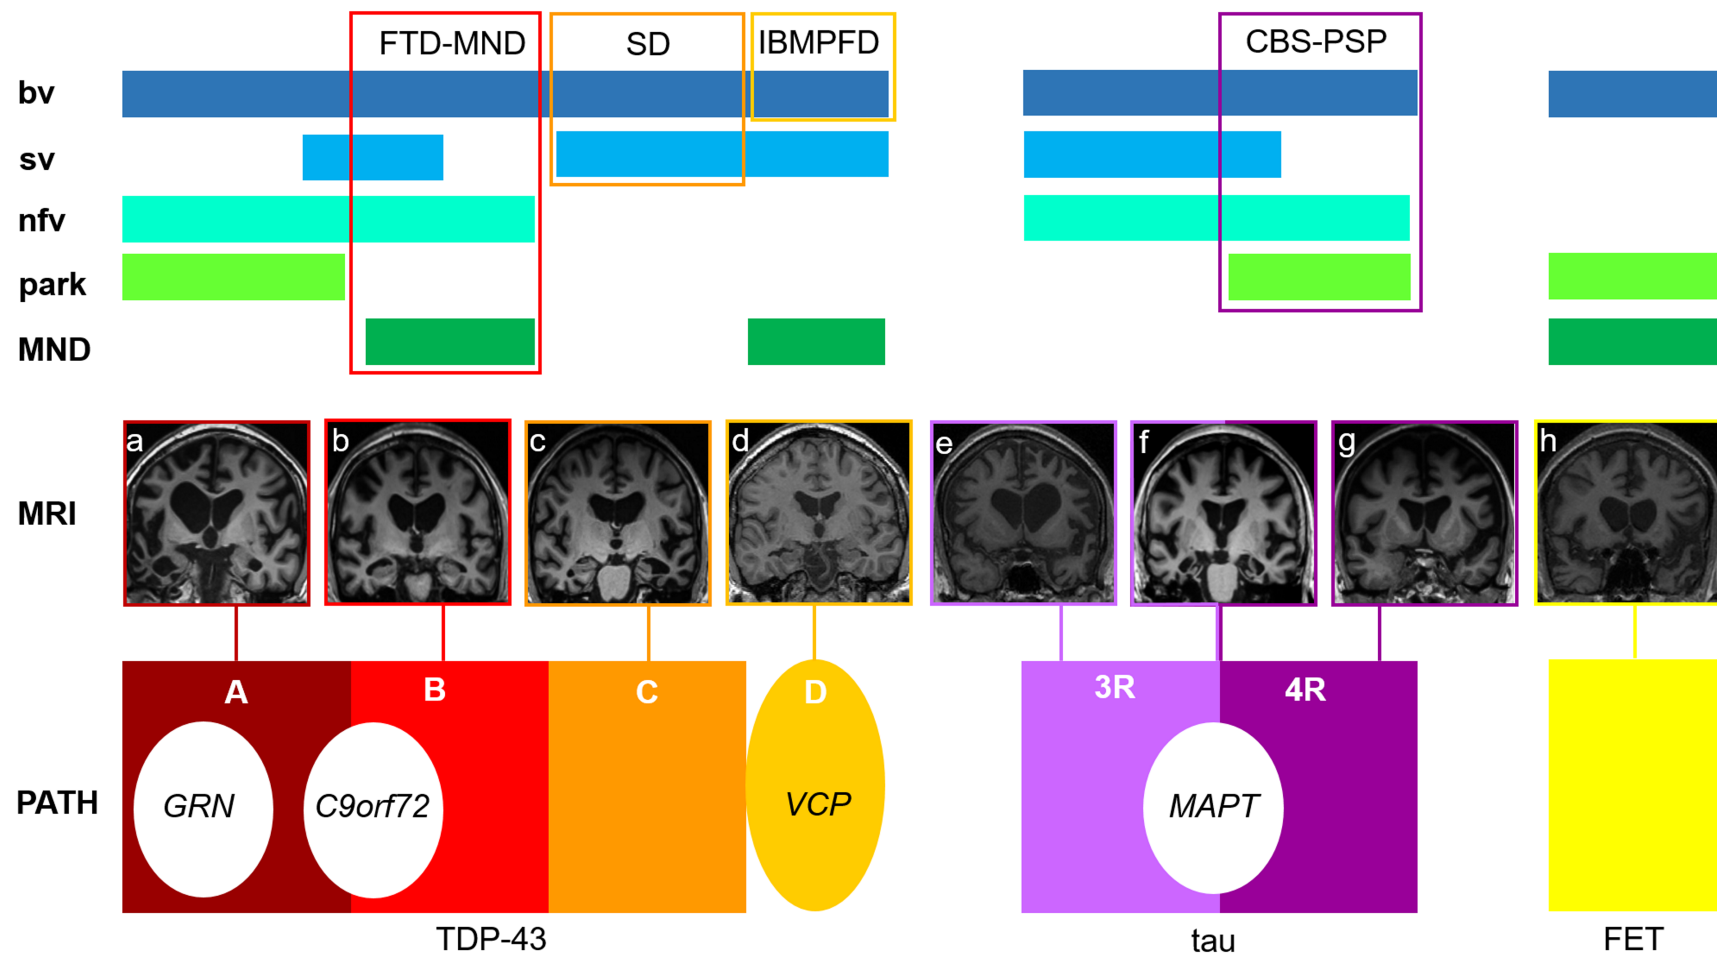 FTD-MND SD IBMPFD CBS-PSP
bv
sv
nfv
park
MND
a b c d e f g h
MRI
A B C D 3R 4R
PATH GRN C9orf72 VCP MAPT
TDP-43 tau FET